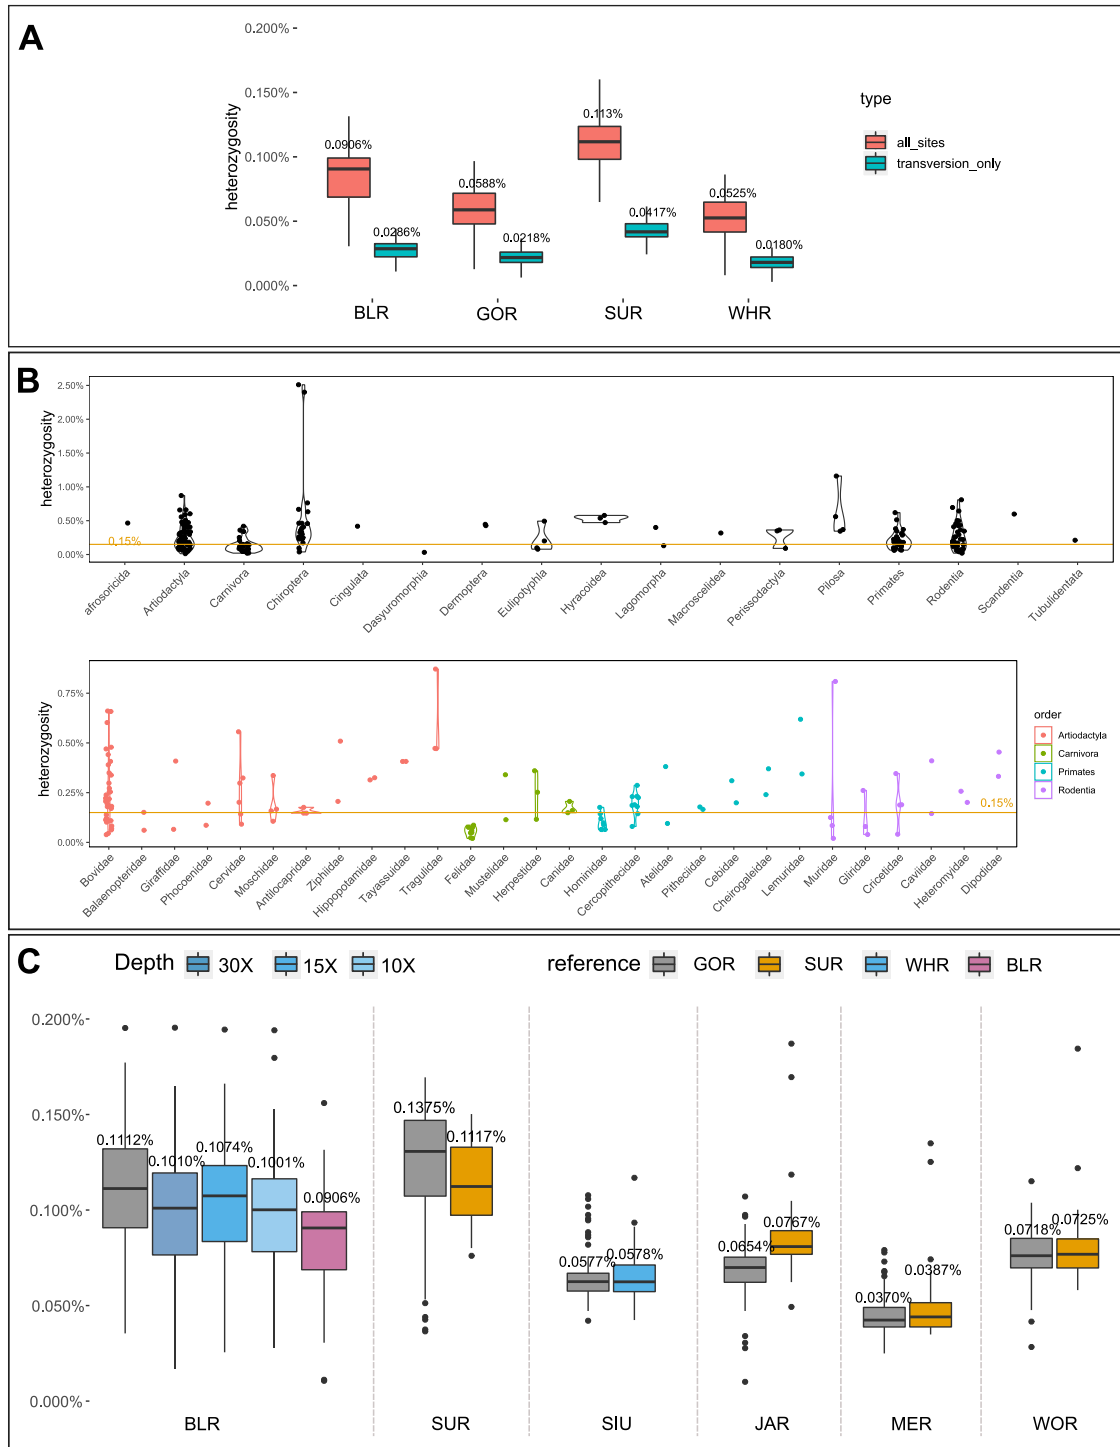 A
0.200%
0.150%
0.100%
0.050%
0.000%
heterozygosity
0.0906%
0.0286%
0.0588%
0.0218%
0.113%
0.0417%
0.0525%
0.0180%
BLR GOR SUR WHR
type
all_sites
transversion_only
B
heterozygosity
2.50%
2.00%
1.50%
1.00%
0.50%
0.00%
0.15%
afrosoricida Artiodactyla Carnivora Chiroptera Cingulata Dasyuromorphia Dermoptera Eulipotyphla Hyracoidea Lagomorpha Macroscelidea Perissodactyla Pilosa Primates Rodentia Scandentia Tubulidentata
heterozygosity
0.75%
0.50%
0.25%
0.00%
0.15%
Bovidae Balaenopteridae Giraffidae Phocoenidae Cervidae Moschidae Antilocapridae Ziphiidae Hippopotamidae Tayassuidae Tragulidae Felidae Mustelidae Herpestidae Canidae Hominidae Cercopithecidae Atelidae Pitheciidae Cebidae Cheirogaleidae Lemuridae Muridae Gliridae Cricetidae Caviidae Heteromyidae Dipodidae
order
Artiodactyla
Carnivora
Primates
Rodentia
C
Depth 30X 15X 10X
reference GOR SUR WHR BLR
0.200%
0.150%
0.100%
0.050%
0.000%
0.1112%
0.1010%
0.1074%
0.1001%
0.0906%
0.1375%
0.1117%
0.0577%
0.0578%
0.0654%
0.0767%
0.0370%
0.0387%
0.0718%
0.0725%
BLR SUR SIU JAR MER WOR